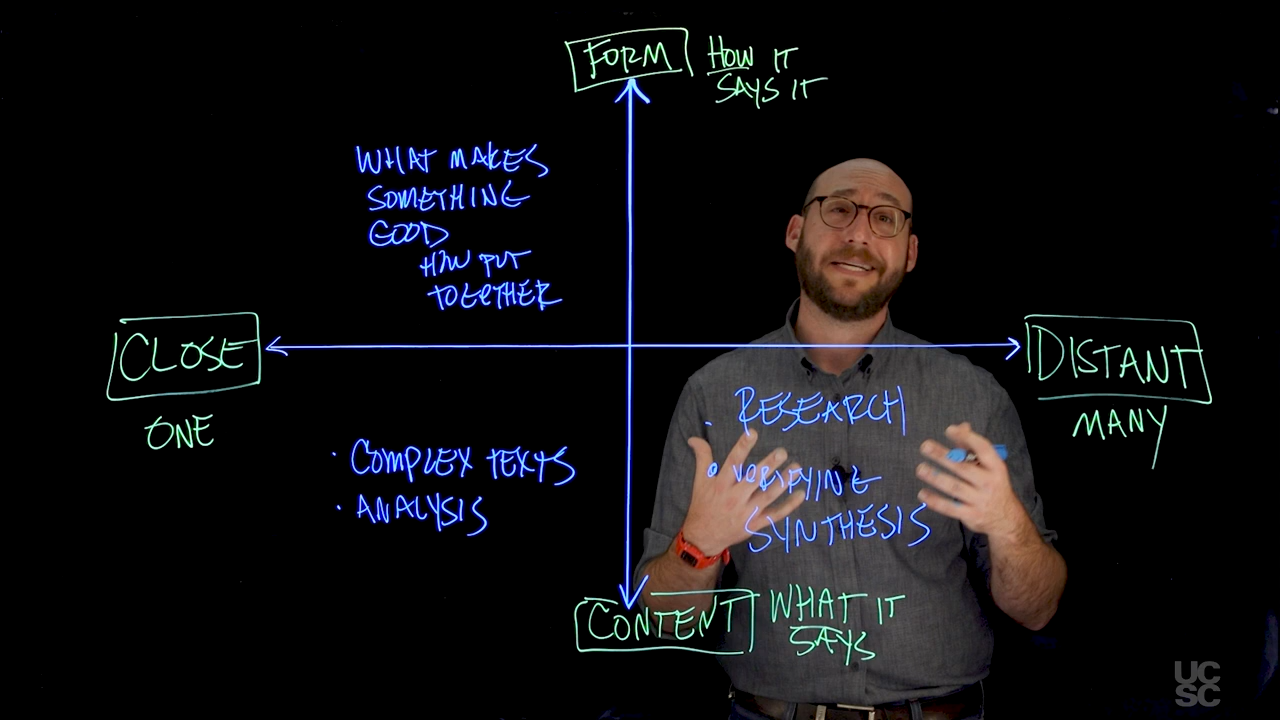 FORM
HOW IT
SAYS IT
WHAT MAKES
SOMETHING
GOOD
HOW PUT
TOGETHER
CLOSE
ONE
DISTANT
MANY
• COMPLEX TEXTS
• ANALYSIS
• RESEARCH
• VERIFYING
SYNTHESIS
CONTENT
WHAT IT
SAYS
UC
SC